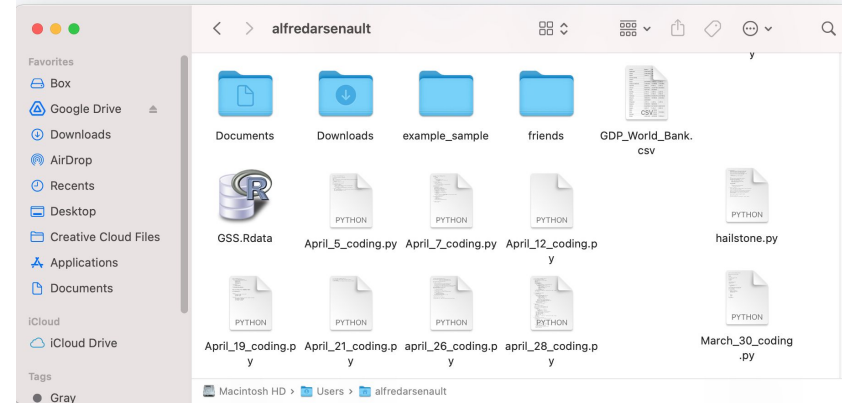 alfredarsenault
Favorites
Box
Google Drive
Downloads
AirDrop
Recents
Desktop
Creative Cloud Files
Applications
Documents
iCloud
iCloud Drive
Tags
Gray
y
Documents
Downloads
example_sample
friends
CSV
GDP_World_Bank.
csv
R
GSS.Rdata
PYTHON
April_5_coding.py
PYTHON
April_7_coding.py
PYTHON
April_12_coding.p
y
PYTHON
hailstone.py
PYTHON
April_19_coding.p
y
PYTHON
April_21_coding.p
y
PYTHON
april_26_coding.p
y
PYTHON
april_28_coding.p
y
PYTHON
March_30_coding
.py
Macintosh HD › Users › alfredarsenault